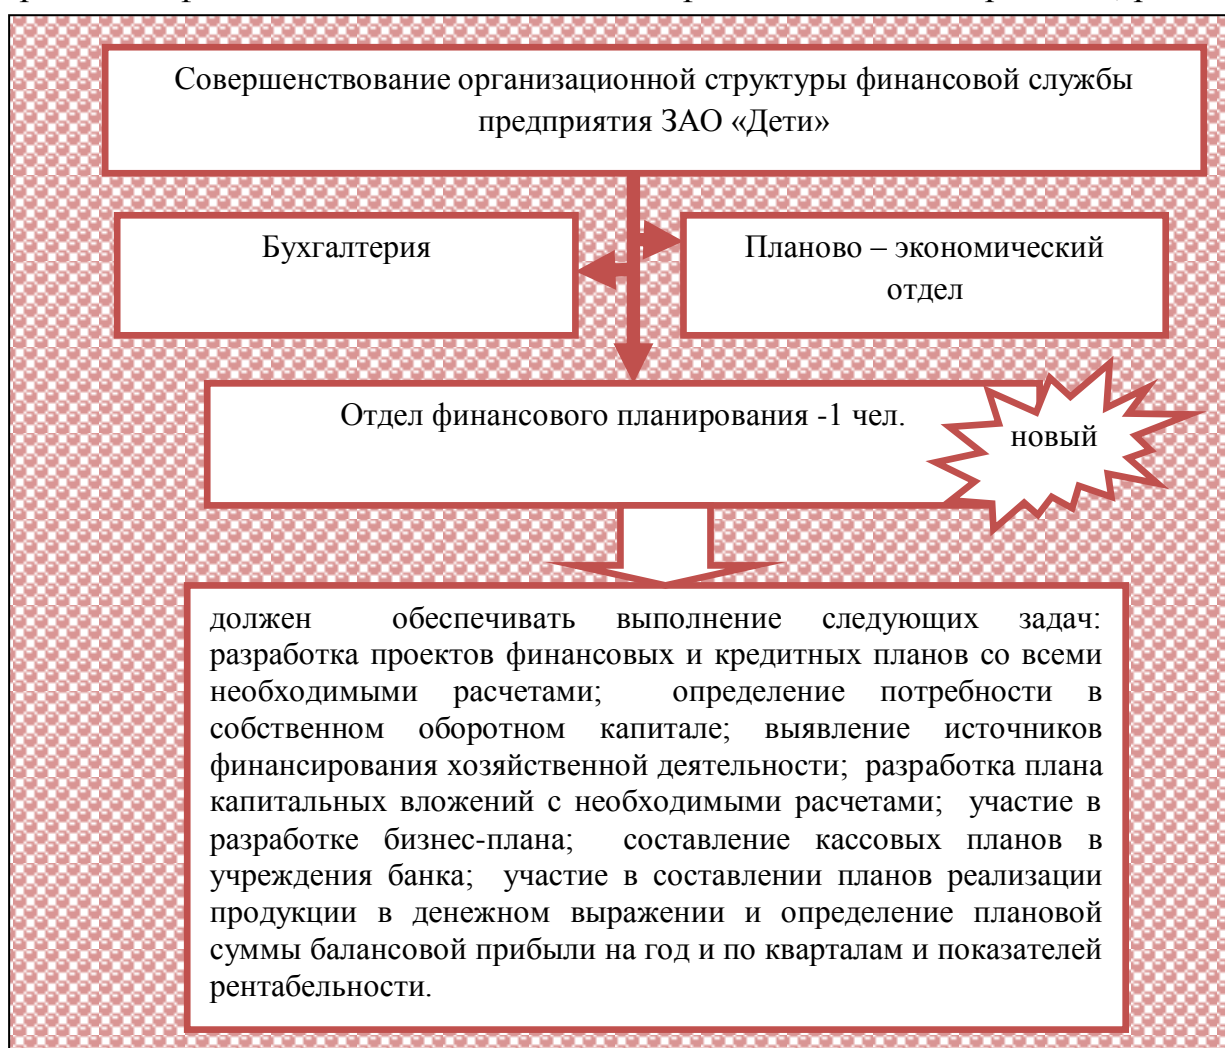 Совершенствование организационной структуры финансовой службы
предприятия ЗАО «Дети»
Бухгалтерия
Планово – экономический
отдел
Отдел финансового планирования -1 чел.
новый
должен обеспечивать выполнение следующих задач:
разработка проектов финансовых и кредитных планов со всеми
необходимыми расчетами; определение потребности в
собственном оборотном капитале; выявление источников
финансирования хозяйственной деятельности; разработка плана
капитальных вложений с необходимыми расчетами; участие в
разработке бизнес-плана; составление кассовых планов в
учреждения банка; участие в составлении планов реализации
продукции в денежном выражении и определение плановой
суммы балансовой прибыли на год и по кварталам и показателей
рентабельности.